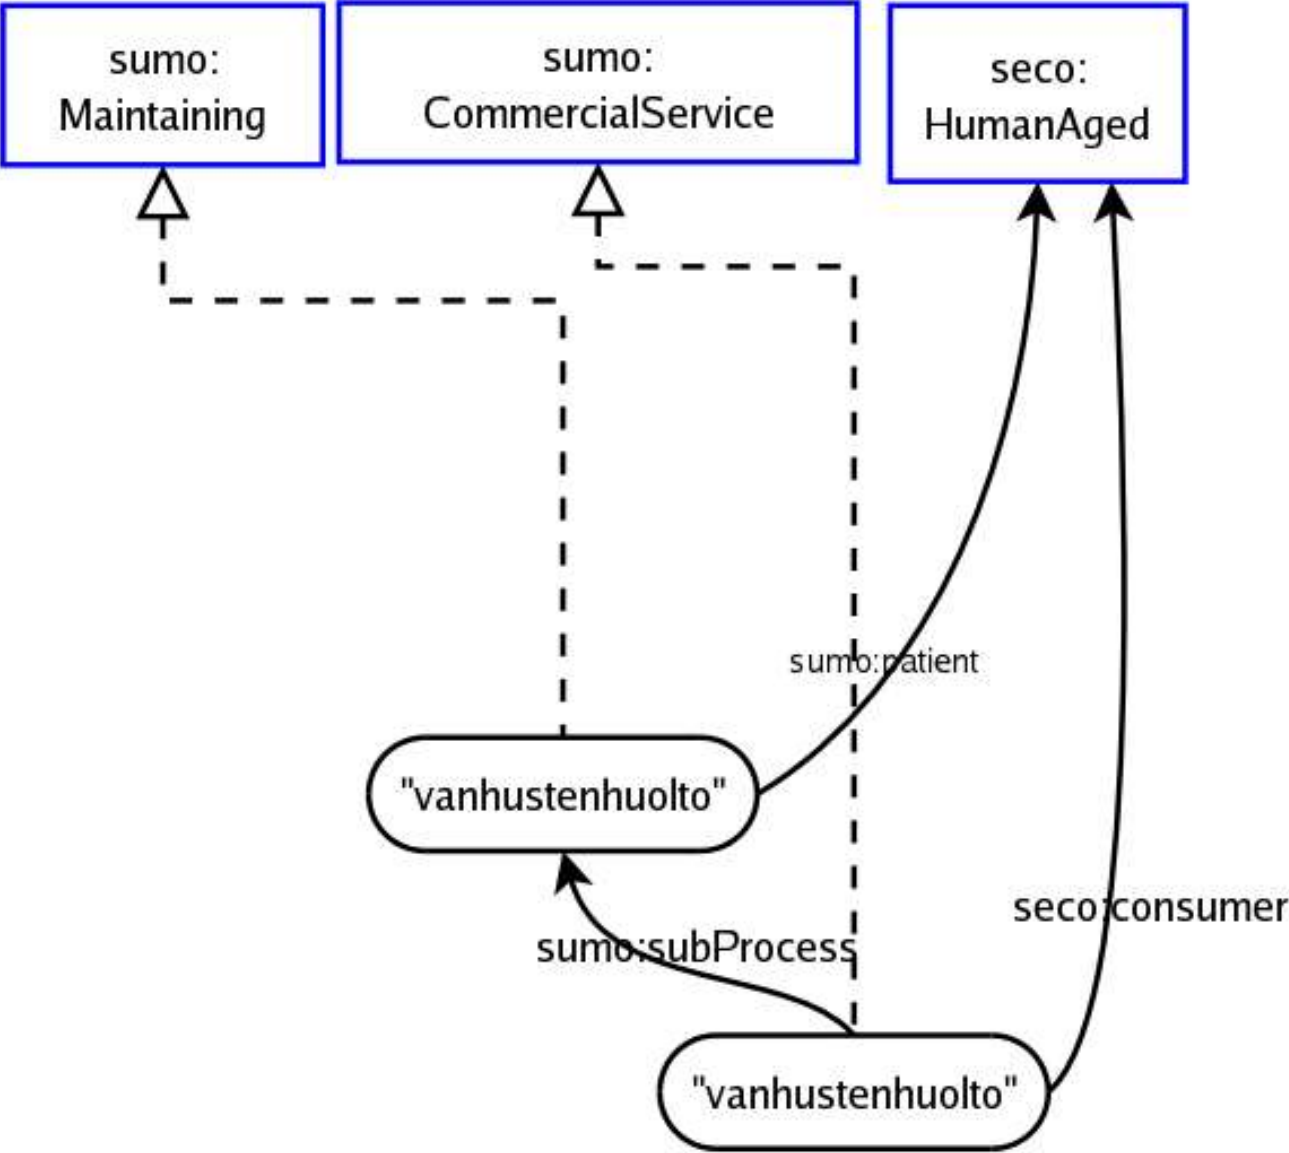 sumo:
Maintaining
sumo:
CommercialService
seco:
HumanAged
sumo:patient
"vanhustenhuolto"
seco:consumer
sumo:subProcess
"vanhustenhuolto"